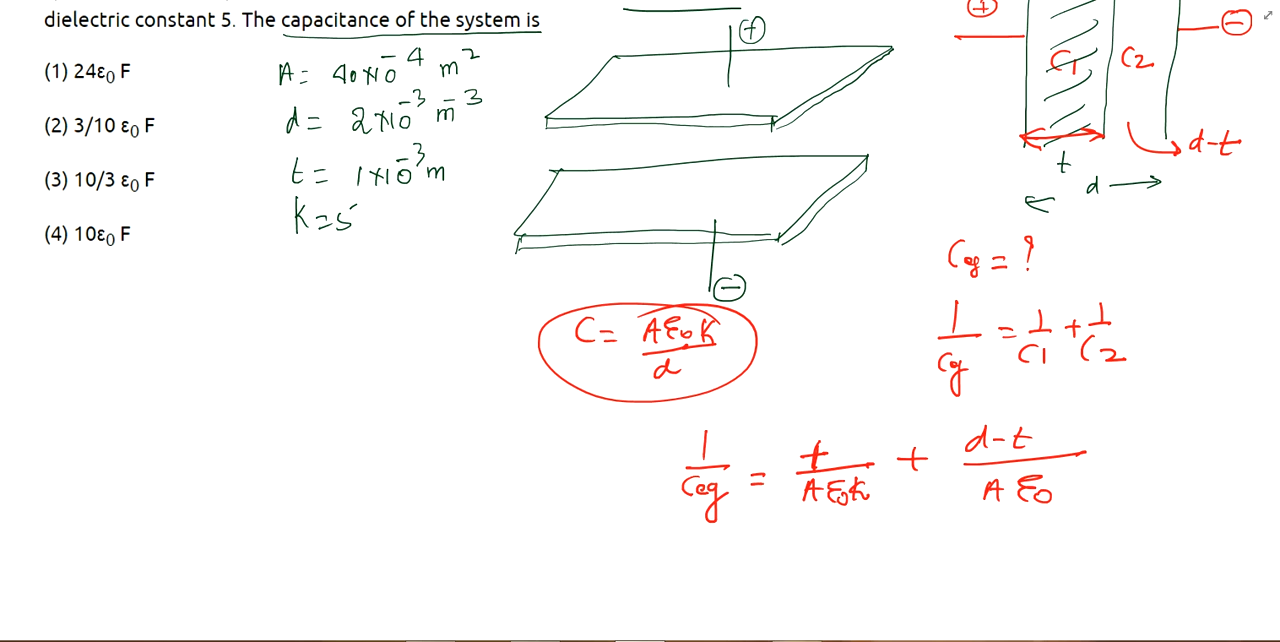 dielectric constant 5. The capacitance of the system is
(1) 24ε₀ F
(2) 3/10 ε₀ F
(3) 10/3 ε₀ F
(4) 10ε₀ F
A = 40×10⁻⁴ m²
d = 2×10⁻³ m⁻³
t = 1×10⁻³ m
K = 5
+
−
C = Aε₀K / d
+
−
C1 C2
t
d-t
d
Ceq = ?
1/Ceq = 1/C1 + 1/C2
1/Ceq = t/Aε₀K + d-t/Aε₀